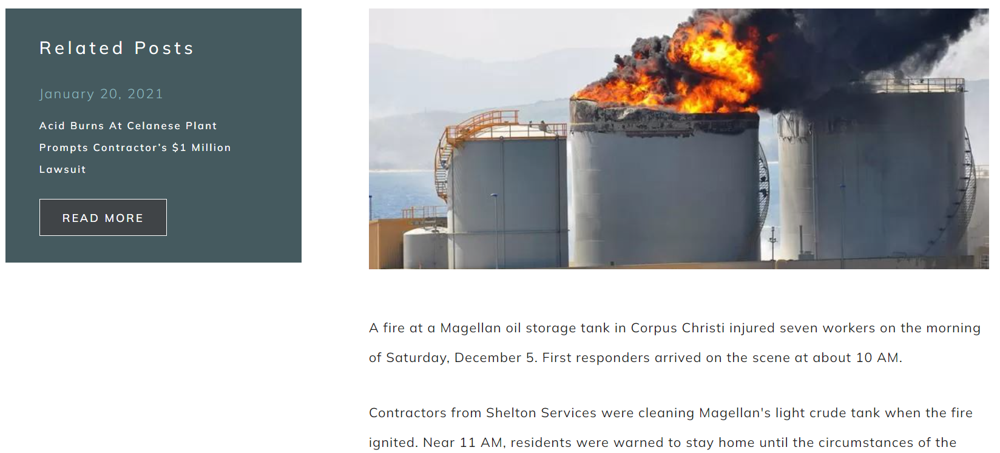 Related Posts
January 20, 2021
Acid Burns At Celanese Plant
Prompts Contractor’s $1 Million
Lawsuit
READ MORE
A fire at a Magellan oil storage tank in Corpus Christi injured seven workers on the morning
of Saturday, December 5. First responders arrived on the scene at about 10 AM.
Contractors from Shelton Services were cleaning Magellan's light crude tank when the fire
ignited. Near 11 AM, residents were warned to stay home until the circumstances of the